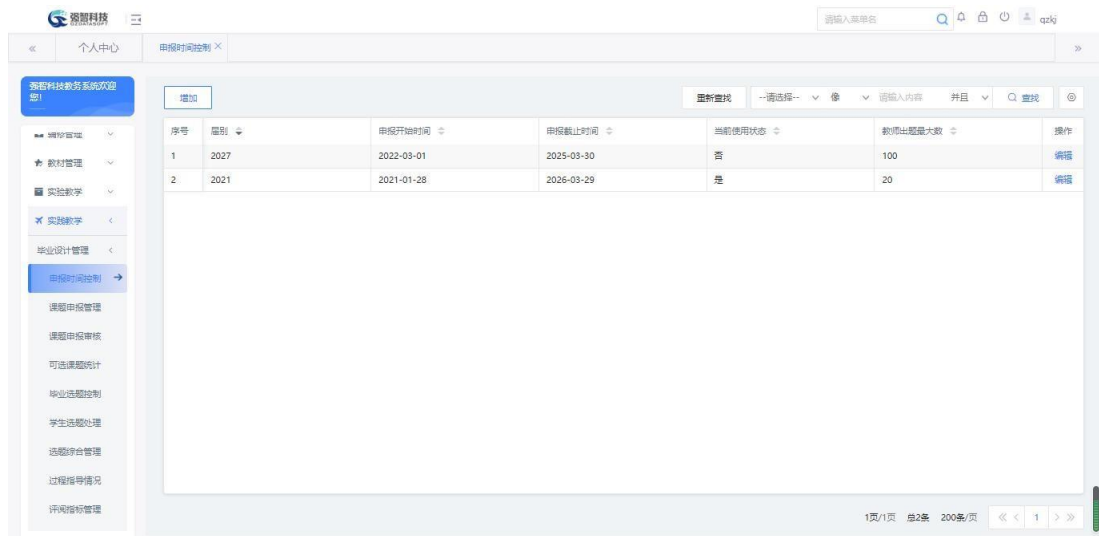 强智科技
QZDATASOFT
请输入菜单名
qzkj
个人中心
申报时间控制
强智科技教务系统欢迎您!
增加
重新查找 --请选择-- 像 请输入内容 并且 查找
教材管理
实验教学
实践教学
毕业设计管理
申报时间控制
课题申报管理
课题申报审核
可选课题统计
毕业选题控制
学生选题处理
选题综合管理
过程指导情况
评阅指标管理
序号 届别 申报开始时间 申报截止时间 当前使用状态 教师出题最大数 操作
1 2027 2022-03-01 2025-03-30 否 100 编辑
2 2021 2021-01-28 2026-03-29 是 20 编辑
1页/1页 总2条 200条/页 1